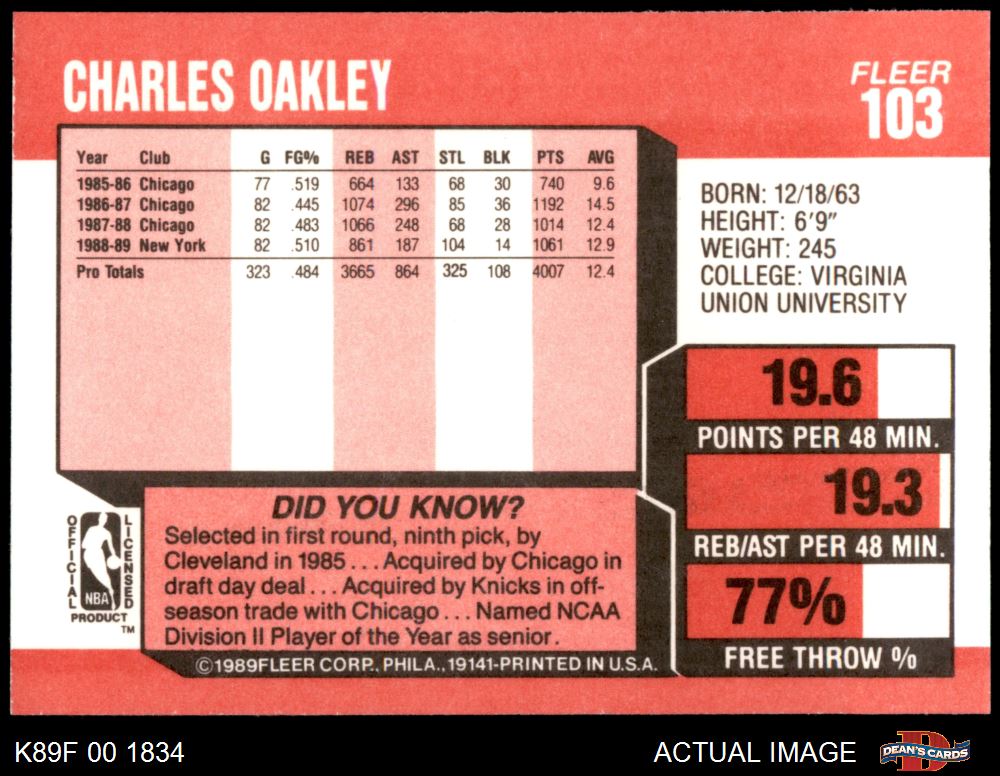 CHARLES OAKLEY
FLEER
103
Year Club G FG% REB AST STL BLK PTS AVG
1985-86 Chicago 77 .519 664 133 68 30 740 9.6
1986-87 Chicago 82 .445 1074 296 85 36 1192 14.5
1987-88 Chicago 82 .483 1066 248 68 28 1014 12.4
1988-89 New York 82 .510 861 187 104 14 1061 12.9
Pro Totals 323 .484 3665 864 325 108 4007 12.4
BORN: 12/18/63
HEIGHT: 6'9"
WEIGHT: 245
COLLEGE: VIRGINIA
UNION UNIVERSITY
19.6
POINTS PER 48 MIN.
19.3
REB/AST PER 48 MIN.
77%
FREE THROW %
OFFICIAL
LICENSED
NBA
PRODUCT
TM
DID YOU KNOW?
Selected in first round, ninth pick, by
Cleveland in 1985 . . . Acquired by Chicago in
draft day deal . . . Acquired by Knicks in off-
season trade with Chicago . . . Named NCAA
Division II Player of the Year as senior.
©1989FLEER CORP., PHILA., 19141-PRINTED IN U.S.A.
K89F 00 1834
ACTUAL IMAGE
DEAN'S CARDS